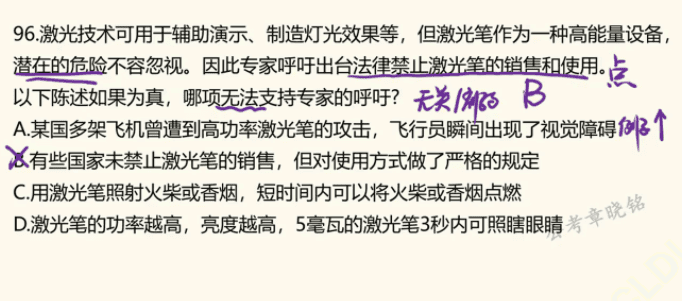 96.激光技术可用于辅助演示、制造灯光效果等，但激光笔作为一种高能量设备，
潜在的危险不容忽视。因此专家呼吁出台法律禁止激光笔的销售和使用。点
以下陈述如果为真，哪项无法支持专家的呼吁？无关/削弱 B
A.某国多架飞机曾遭到高功率激光笔的攻击，飞行员瞬间出现了视觉障碍 例子↑
B.有些国家未禁止激光笔的销售，但对使用方式做了严格的规定
C.用激光笔照射火柴或香烟，短时间内可以将火柴或香烟点燃
D.激光笔的功率越高，亮度越高，5毫瓦的激光笔3秒内可照瞎眼睛
公考章晓铭